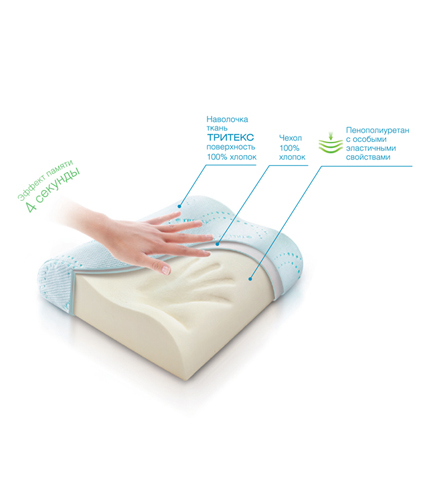 Наволочка
ткань
ТРИТЕКС
поверхность
100% хлопок
Чехол
100%
хлопок
Пенополиуретан
с особыми
эластичными
свойствами
Эффект памяти
4 секунды